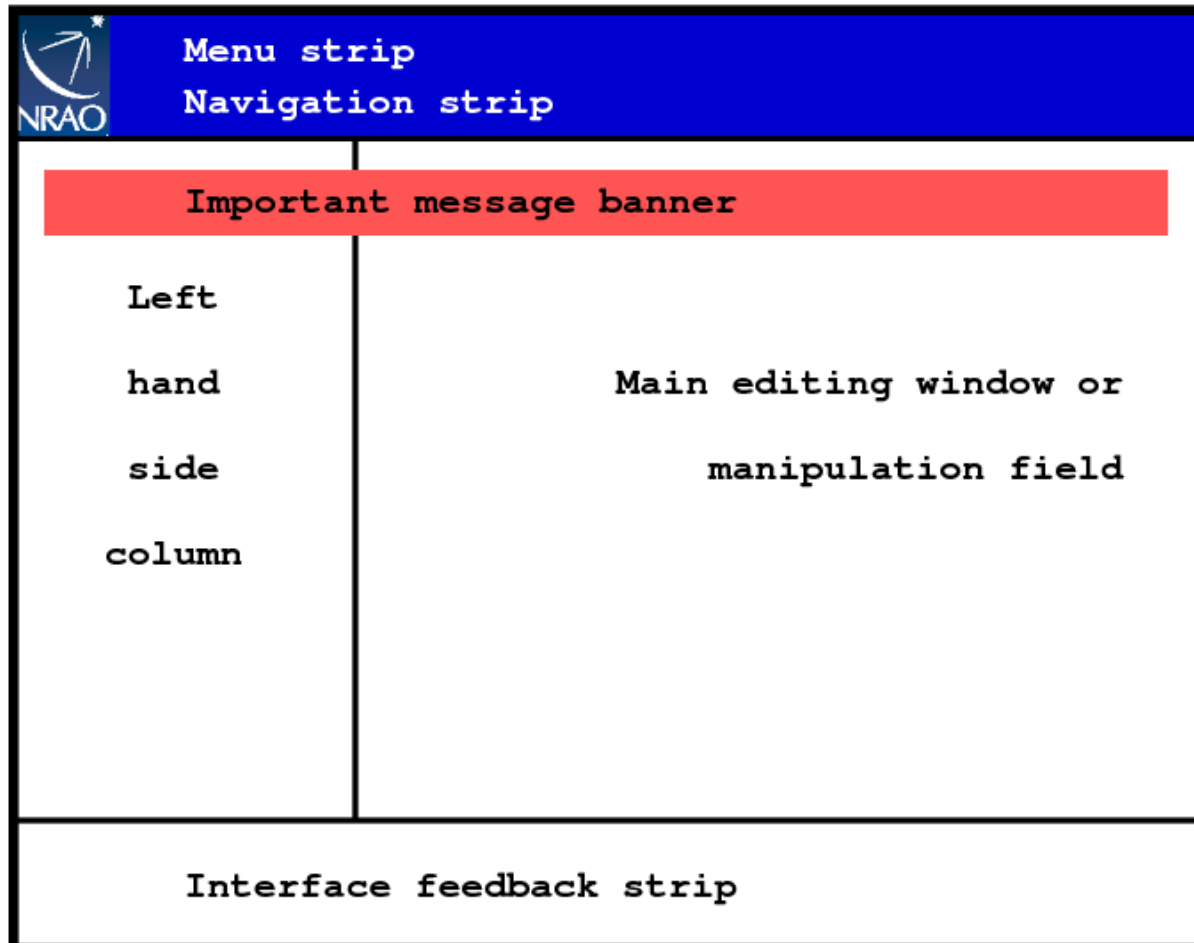 Menu strip
Navigation strip
NRAO
Important message banner
Left
hand
side
column
Main editing window or
manipulation field
Interface feedback strip